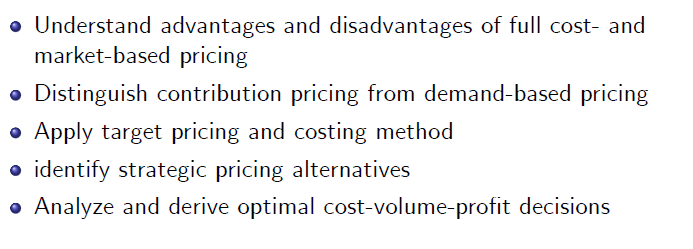 Understand advantages and disadvantages of full cost- and
market-based pricing
Distinguish contribution pricing from demand-based pricing
Apply target pricing and costing method
identify strategic pricing alternatives
Analyze and derive optimal cost-volume-profit decisions